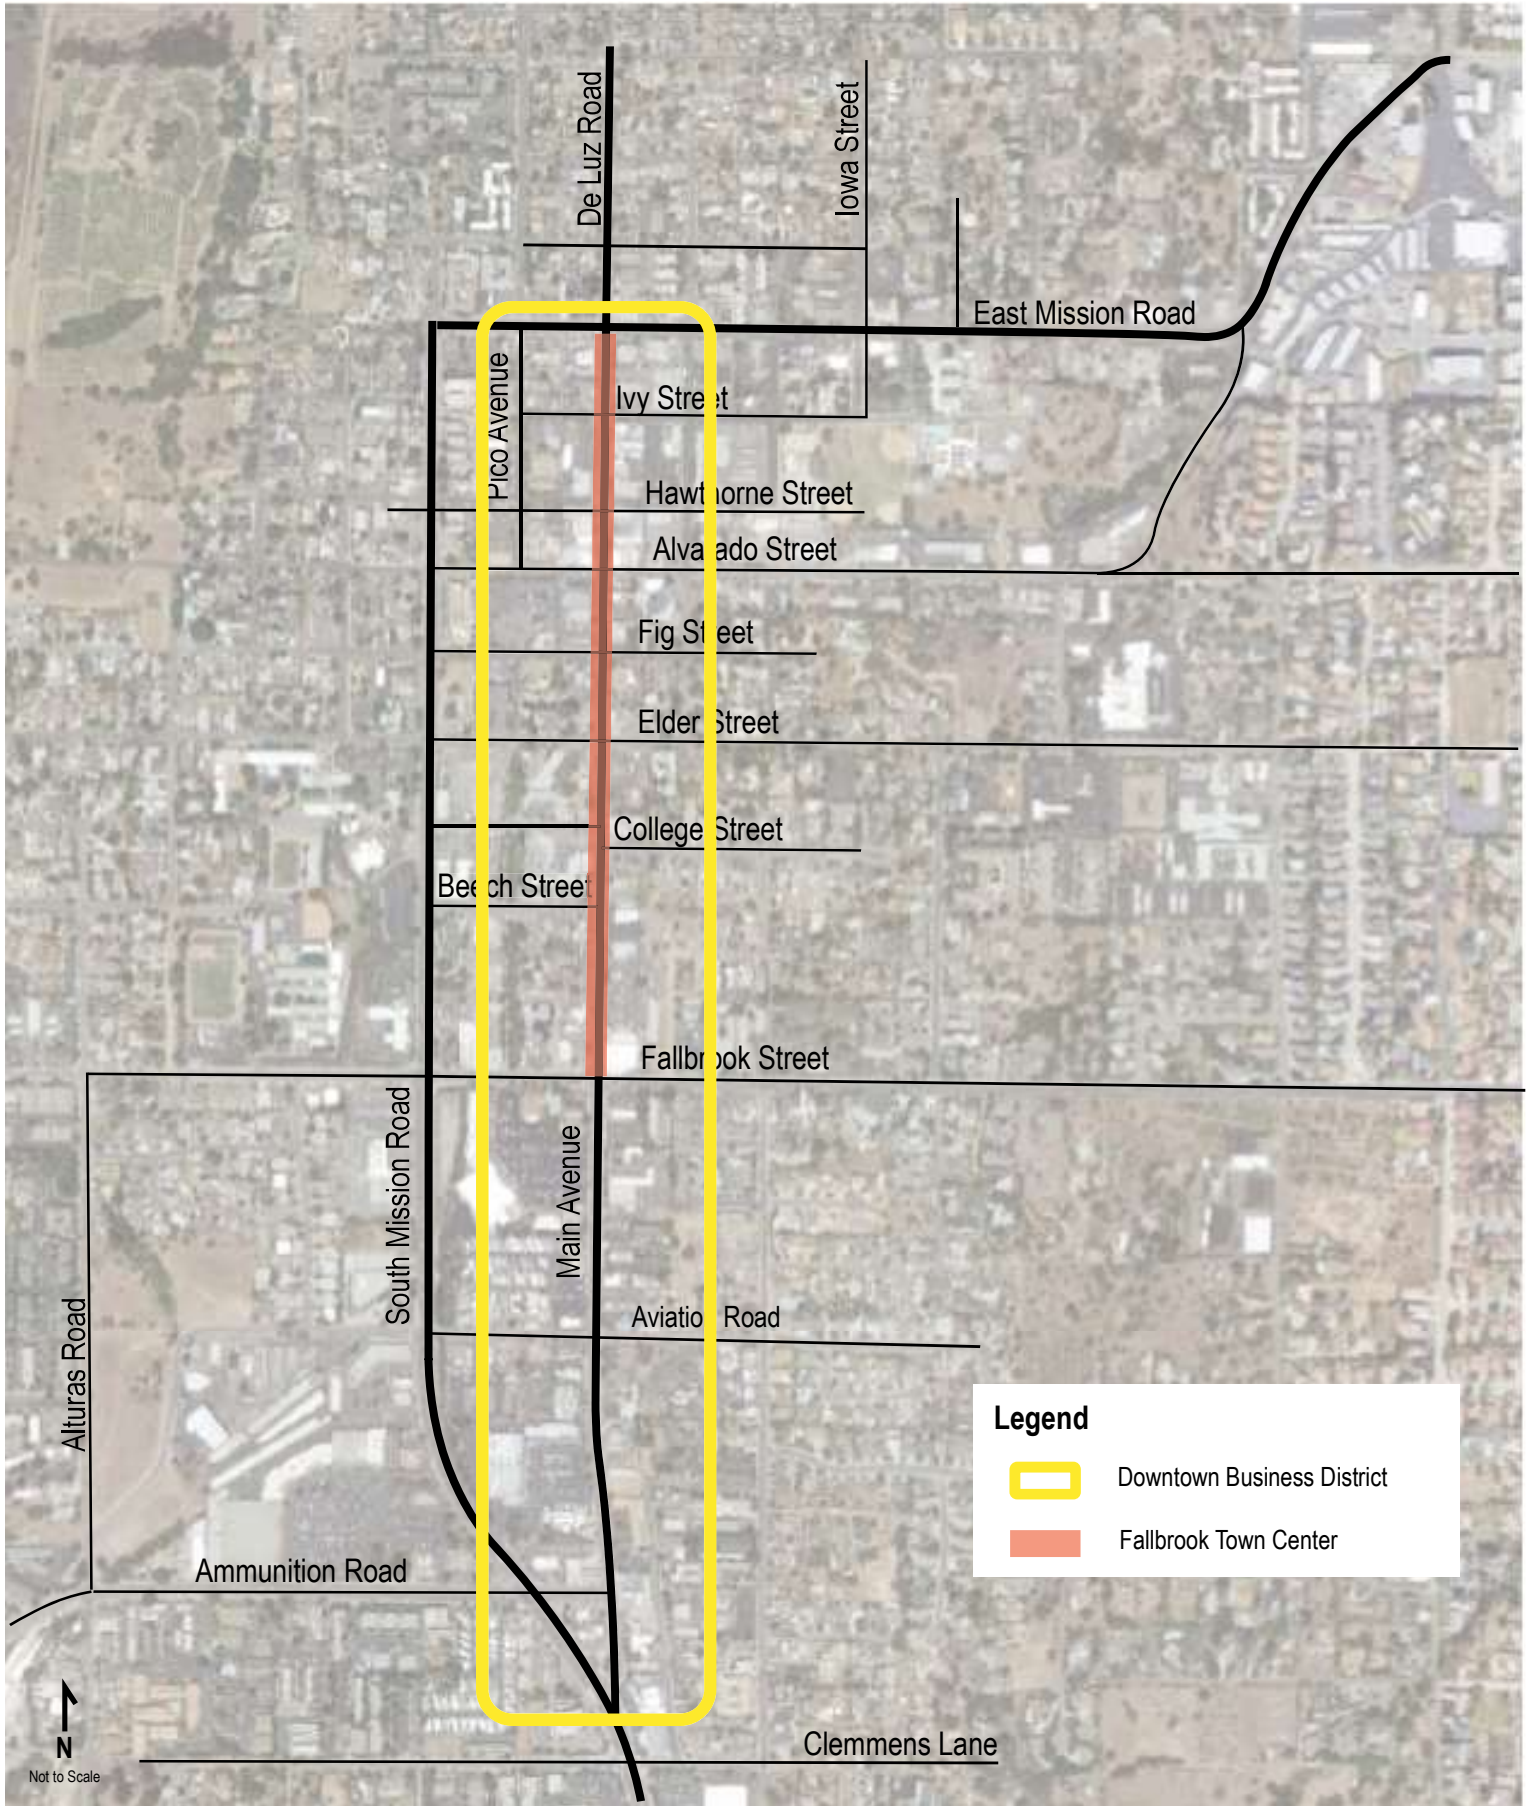 De Luz Road
Iowa Street
East Mission Road
Pico Avenue
Ivy Street
Hawthorne Street
Alvarado Street
Fig Street
Elder Street
College Street
Beech Street
Fallbrook Street
South Mission Road
Main Avenue
Aviation Road
Alturas Road
Legend
Downtown Business District
Fallbrook Town Center
Ammunition Road
Clemmens Lane
N
Not to Scale